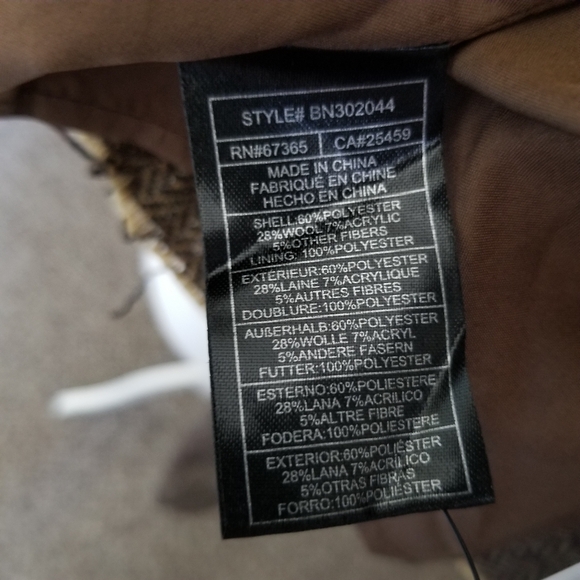 STYLE# BN302044
RN#67365 CA#25459
MADE IN CHINA
FABRIQUÉ EN CHINE
HECHO EN CHINA
SHELL:60%POLYESTER
28%WOOL 7%ACRYLIC
5%OTHER FIBERS
LINING: 100%POLYESTER
EXTÉRIEUR:60%POLYESTER
28%LAINE 7%ACRYLIQUE
5%AUTRES FIBRES
DOUBLURE:100%POLYESTER
AUßERHALB:60%POLYESTER
28%WOLLE 7%ACRYL
5%ANDERE FASERN
FUTTER:100%POLYESTER
ESTERNO:60%POLIESTERE
28%LANA 7%ACRILICO
5%ALTRE FIBRE
FODERA:100%POLIESTERE
EXTERIOR:60%POLIÉSTER
28%LANA 7%ACRÍLICO
5%OTRAS FIBRAS
FORRO:100%POLIÉSTER